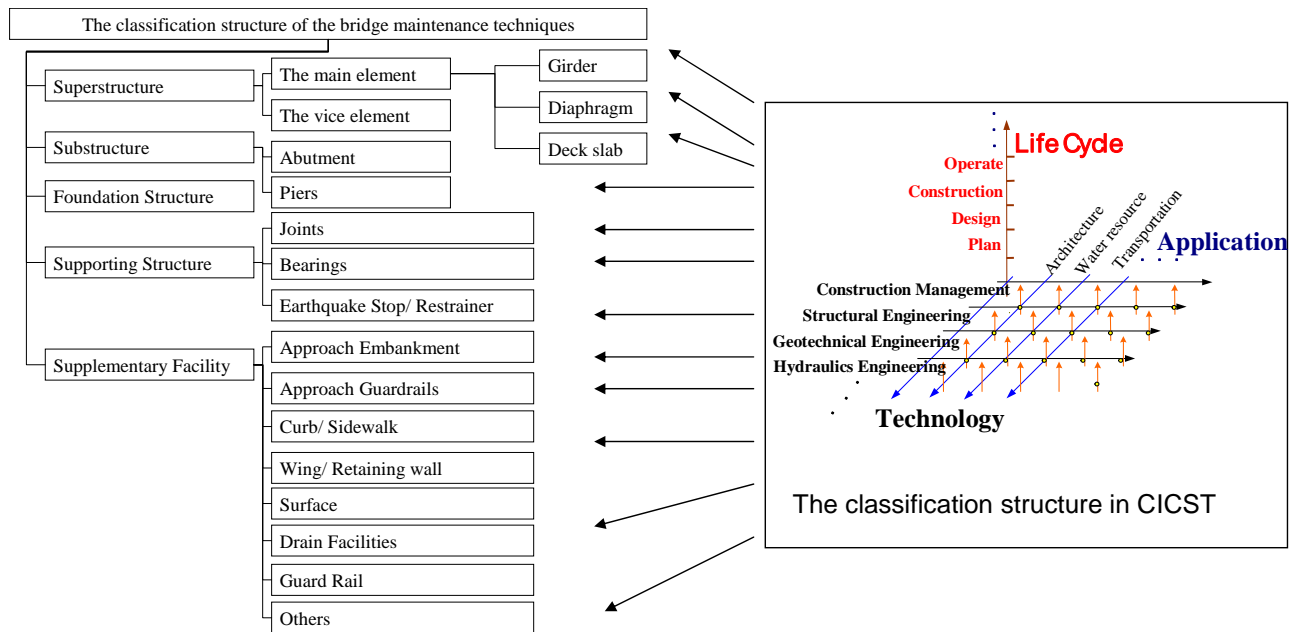 The classification structure of the bridge maintenance techniques
Superstructure
The main element
The vice element
Girder
Diaphragm
Deck slab
Substructure
Abutment
Piers
Foundation Structure
Supporting Structure
Joints
Bearings
Earthquake Stop/ Restrainer
Supplementary Facility
Approach Embankment
Approach Guardrails
Curb/ Sidewalk
Wing/ Retaining wall
Surface
Drain Facilities
Guard Rail
Others
Life Cycle
Operate
Construction
Design
Plan
Architecture
Water resource
Transportation
Application
Construction Management
Structural Engineering
Geotechnical Engineering
Hydraulics Engineering
Technology
The classification structure in CICST